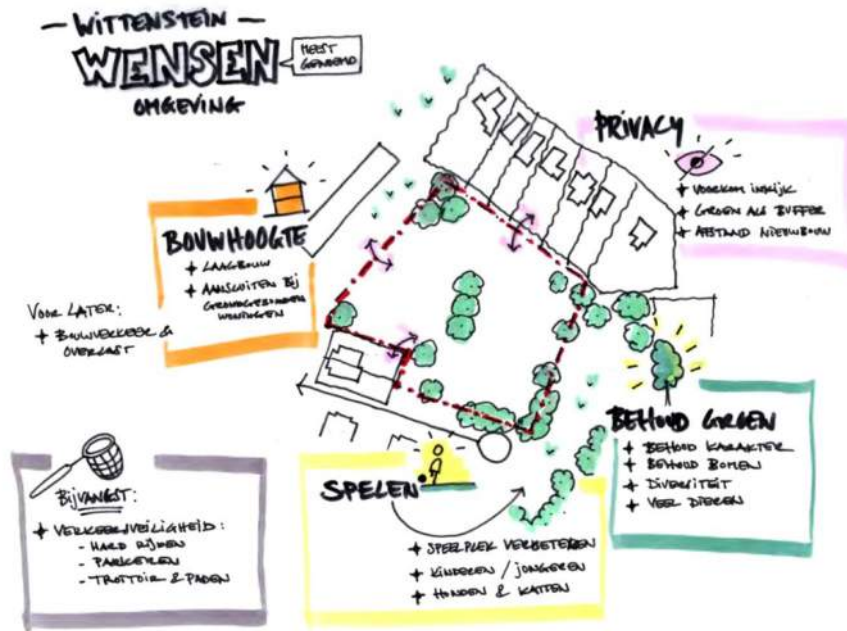 — WITTENSTEIN —
WENSEN
MEEST
GENOEMD
OMGEVING
PRIVACY
+ VOORKOM INKIJK
+ GROEN ALS BUFFER
+ AFSTAND NIEUWBOUW
BOUWHOOGTE
+ LAAGBOUW
+ AANSLUITEN BIJ
GRONDGEBONDEN
WONINGEN
VOOR LATER:
+ BOUWVERKEER &
OVERLAST
BEHOUD GROEN
+ BEHOUD KARAKTER
+ BEHOUD BOMEN
+ DIVERSITEIT
+ VEEL DIEREN
BIJVANGST:
+ VERKEERSVEILIGHEID:
- HARD RIJDEN
- PARKEREN
- TROTTOIR & PADEN
SPELEN
+ SPEELPLEK VERBETEREN
+ KINDEREN / JONGEREN
+ HONDEN & KATTEN